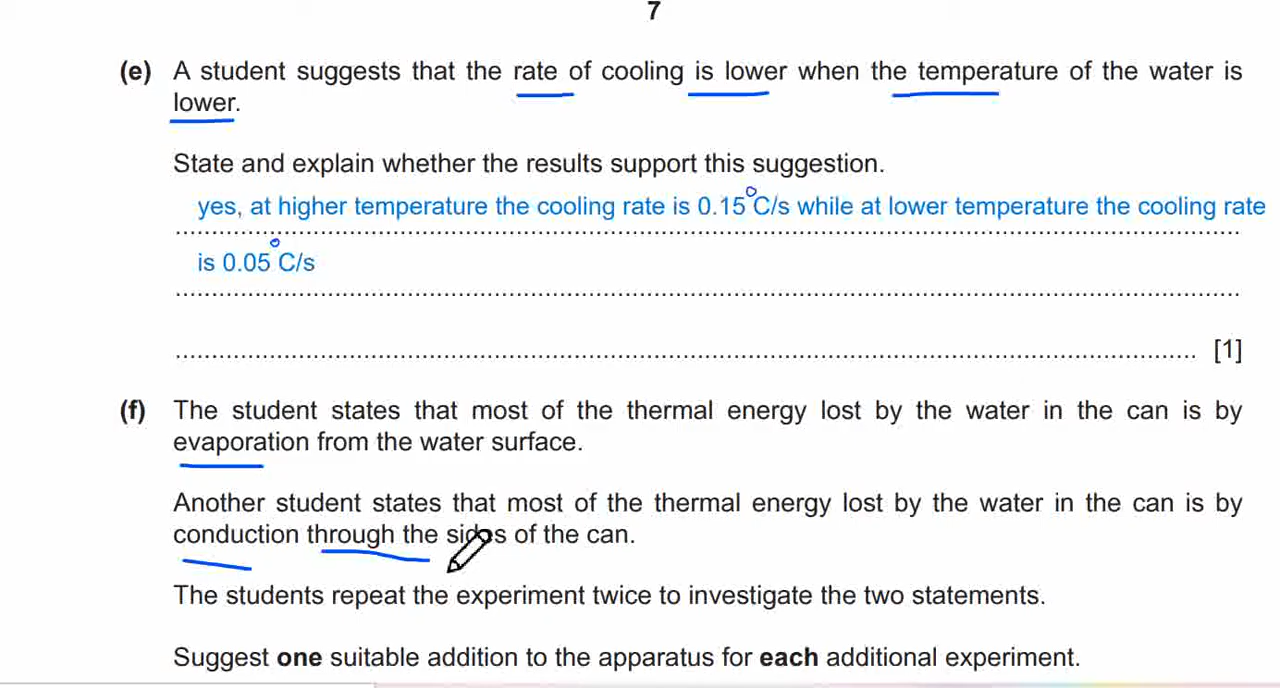 7
(e) A student suggests that the rate of cooling is lower when the temperature of the water is
lower.
State and explain whether the results support this suggestion.
yes, at higher temperature the cooling rate is 0.15°C/s while at lower temperature the cooling rate
is 0.05°C/s
[1]
(f) The student states that most of the thermal energy lost by the water in the can is by
evaporation from the water surface.
Another student states that most of the thermal energy lost by the water in the can is by
conduction through the sides of the can.
The students repeat the experiment twice to investigate the two statements.
Suggest one suitable addition to the apparatus for each additional experiment.